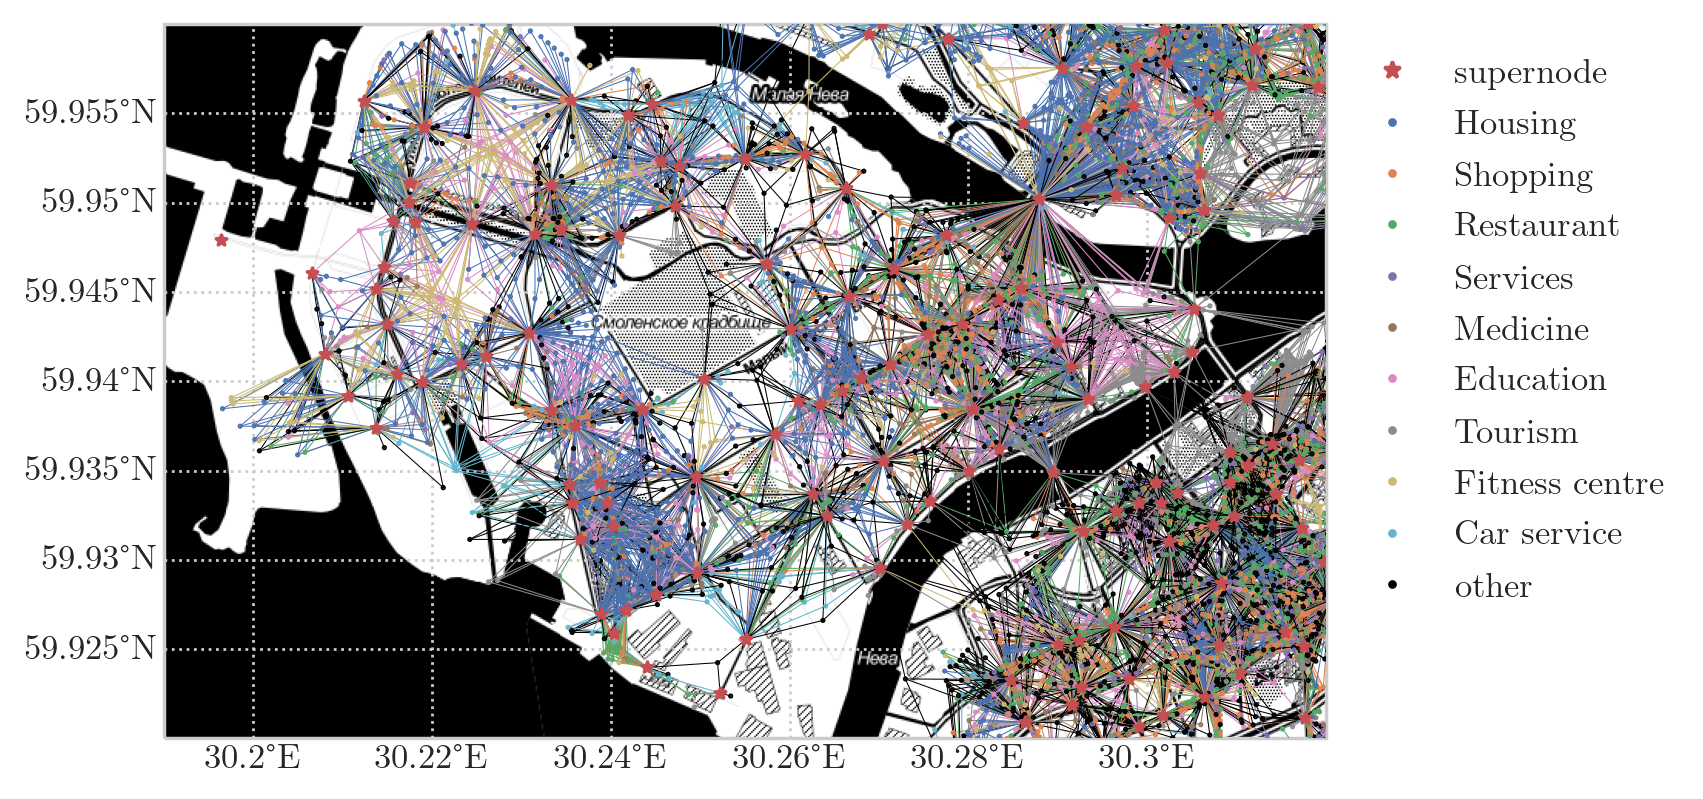 59.955°N
59.95°N
59.945°N
59.94°N
59.935°N
59.93°N
59.925°N
30.2°E
30.22°E
30.24°E
30.26°E
30.28°E
30.3°E
Малая Нева
Смоленское кладбище
Нева
supernode
Housing
Shopping
Restaurant
Services
Medicine
Education
Tourism
Fitness centre
Car service
other